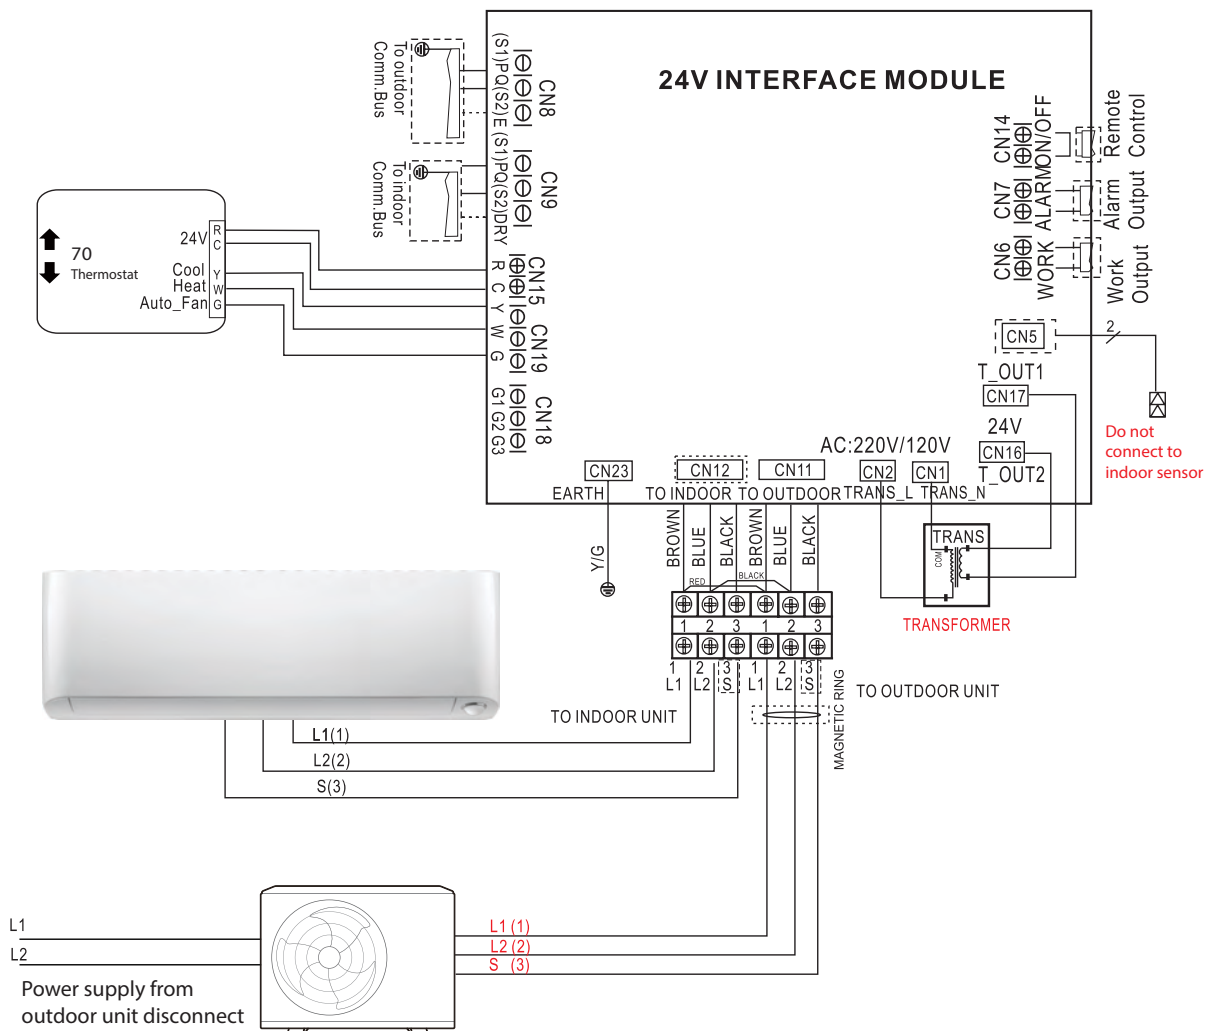 24V INTERFACE MODULE
To outdoor
Comm.Bus
(S1)PQ(S2)E
CN8
To indoor
Comm.Bus
(S1)PQ(S2)DRY
CN9
70
Thermostat
24V
Cool
Heat
Auto_Fan
R
C
Y
W
G
R
C
Y
W
G
CN15
CN19
G1 G2 G3
CN18
CN14
ON/OFF
Remote
Control
CN7
ALARM
Alarm
Output
CN6
WORK
Work
Output
CN5
2
Do not
connect to
indoor sensor
T_OUT1
CN17
24V
CN16
T_OUT2
AC:220V/120V
CN2
CN1
TRANS_L
TRANS_N
CN23
EARTH
CN12
TO INDOOR
CN11
TO OUTDOOR
Y/G
BROWN
BLUE
BLACK
BROWN
BLUE
BLACK
RED
BLACK
TRANS
COM
TRANSFORMER
1 2 3 1 2 3
1 2 3 1 2 3
L1 L2 S L1 L2 S
TO INDOOR UNIT
TO OUTDOOR UNIT
MAGNETIC RING
L1(1)
L2(2)
S(3)
L1
L2
L1 (1)
L2 (2)
S (3)
Power supply from
outdoor unit disconnect